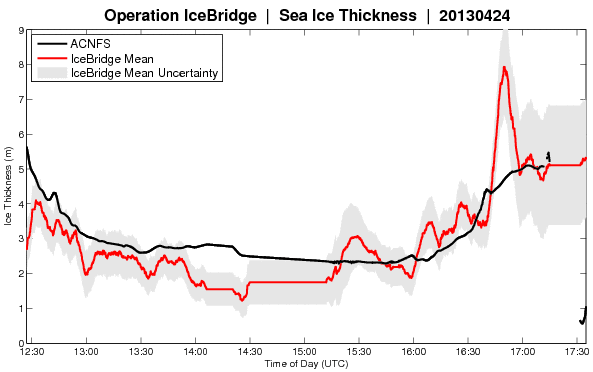 Operation IceBridge | Sea Ice Thickness | 20130424
ACNFS
IceBridge Mean
IceBridge Mean Uncertainty
Ice Thickness (m)
9
8
7
6
5
4
3
2
1
0
12:30 13:00 13:30 14:00 14:30 15:00 15:30 16:00 16:30 17:00 17:30
Time of Day (UTC)